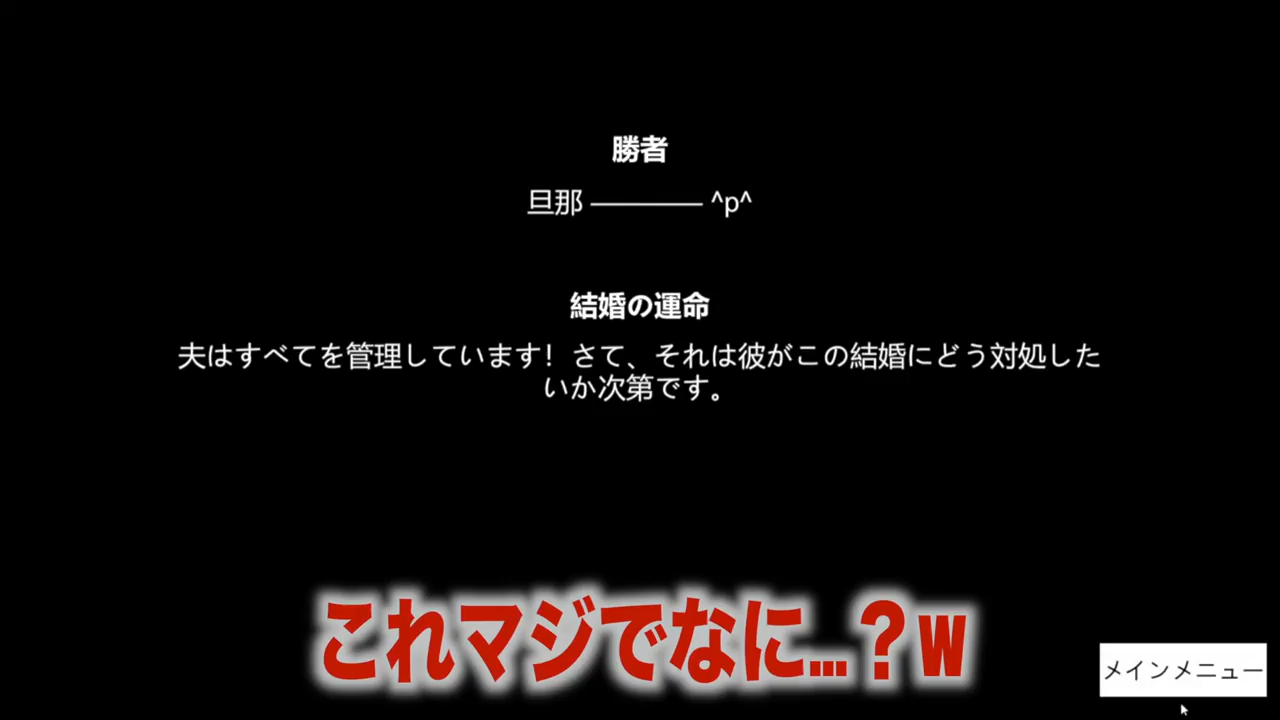 勝者
旦那 ———— ^p^
結婚の運命
夫はすべてを管理しています！さて、それは彼がこの結婚にどう対処した
いか次第です。
これマジでなに...？w
メインメニュー